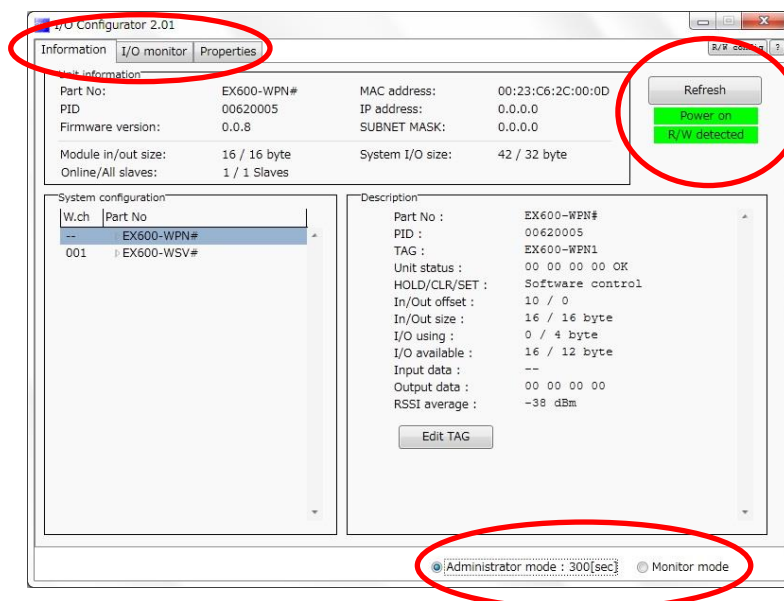 I/O Configurator 2.01
Information I/O monitor Properties R/W config ?
Unit information
Part No: EX600-WPN# MAC address: 00:23:C6:2C:00:0D Refresh
PID 00620005 IP address: 0.0.0.0 Power on
Firmware version: 0.0.8 SUBNET MASK: 0.0.0.0 R/W detected
Module in/out size: 16 / 16 byte System I/O size: 42 / 32 byte
Online/All slaves: 1 / 1 Slaves
System configuration
W.ch Part No
-- EX600-WPN#
001 EX600-WSV#
Description
Part No : EX600-WPN#
PID : 00620005
TAG : EX600-WPN1
Unit status : 00 00 00 00 OK
HOLD/CLR/SET : Software control
In/Out offset : 10 / 0
In/Out size : 16 / 16 byte
I/O using : 0 / 4 byte
I/O available : 16 / 12 byte
Input data : --
Output data : 00 00 00 00
RSSI average : -38 dBm
Edit TAG
Administrator mode : 300[sec] Monitor mode